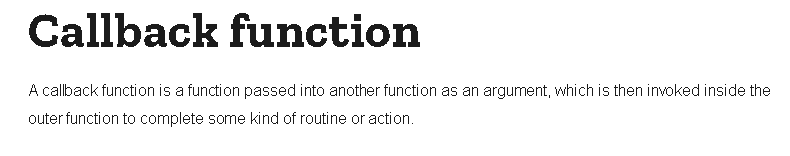 Callback function
A callback function is a function passed into another function as an argument, which is then invoked inside the
outer function to complete some kind of routine or action.